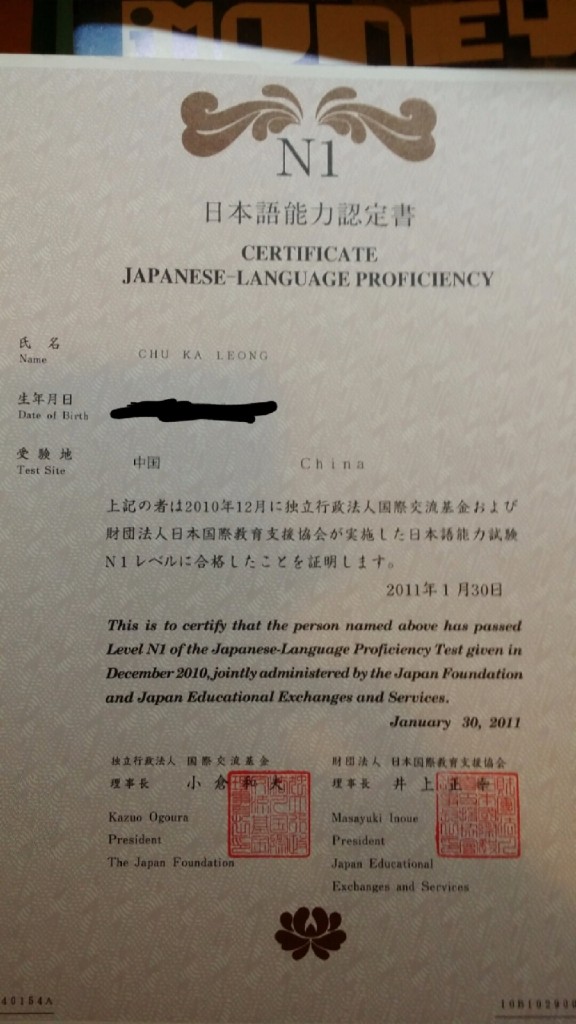 MONEY
N1
日本語能力認定書
CERTIFICATE
JAPANESE-LANGUAGE PROFICIENCY
氏 名
Name
CHU KA LEONG
生年月日
Date of Birth
受 験 地
Test Site
中国 China
上記の者は2010年12月に独立行政法人国際交流基金および
財団法人日本国際教育支援協会が実施した日本語能力試験
N1レベルに合格したことを証明します。
2011年 1 月30日
This is to certify that the person named above has passed
Level N1 of the Japanese-Language Proficiency Test given in
December 2010, jointly administered by the Japan Foundation
and Japan Educational Exchanges and Services.
January 30, 2011
独立行政法人 国際交流基金
理事長 小 倉 和 夫
Kazuo Ogoura
President
The Japan Foundation
財団法人 日本国際教育支援協会
理事長 井 上 正 幸
Masayuki Inoue
President
Japan Educational
Exchanges and Services
40154A